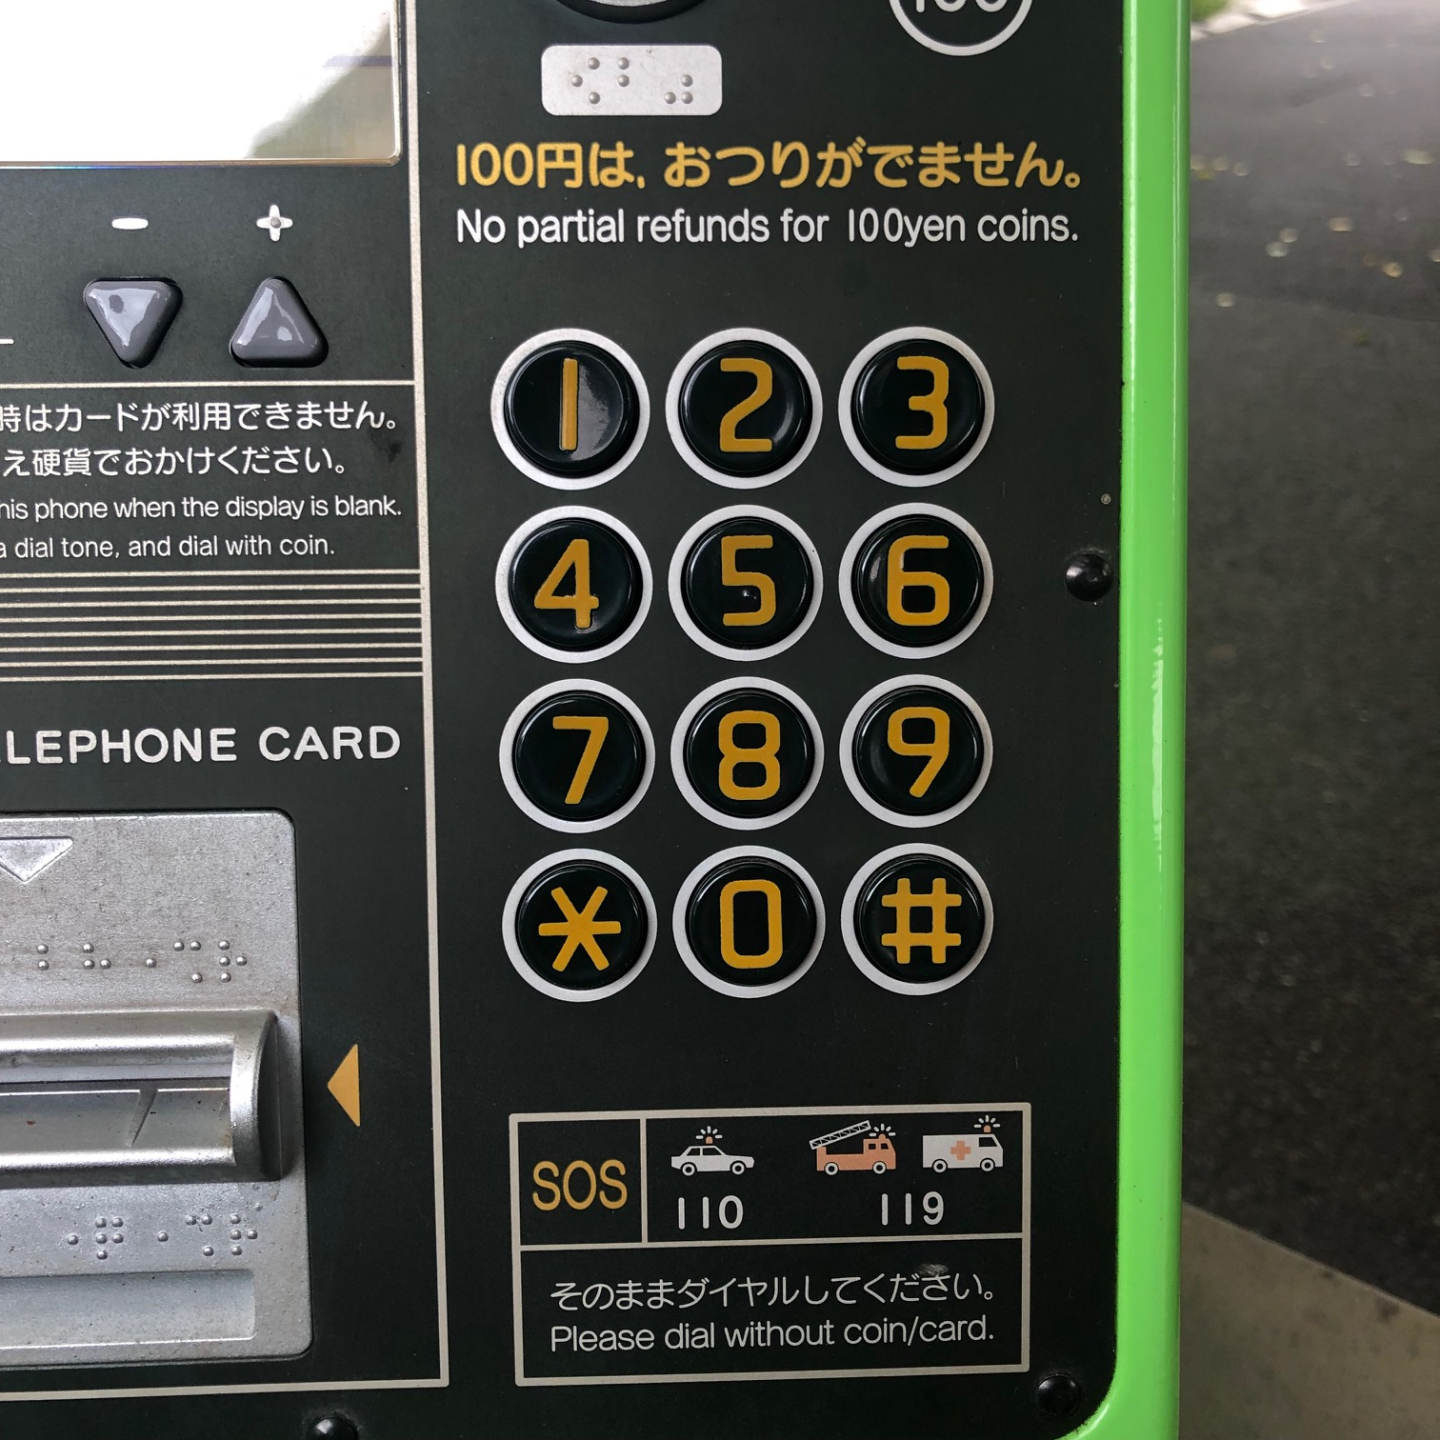 100円は、おつりがでません。
No partial refunds for 100yen coins.
－ ＋
時はカードが利用できません。
え硬貨でおかけください。
his phone when the display is blank.
a dial tone, and dial with coin.
1 2 3
4 5 6
7 8 9
* 0 #
LEPHONE CARD
SOS 110 119
そのままダイヤルしてください。
Please dial without coin/card.